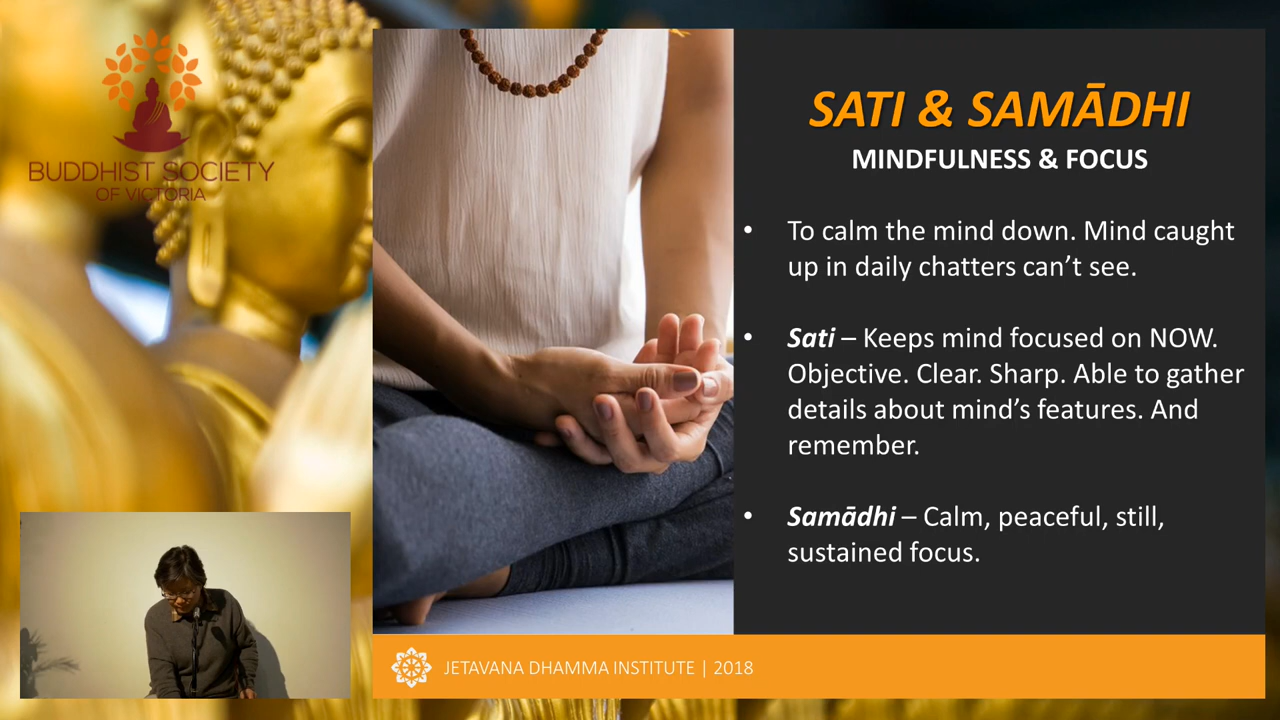 BUDDHIST SOCIETY
OF VICTORIA
SATI & SAMĀDHI
MINDFULNESS & FOCUS
• To calm the mind down. Mind caught
up in daily chatters can’t see.
• Sati – Keeps mind focused on NOW.
Objective. Clear. Sharp. Able to gather
details about mind’s features. And
remember.
• Samādhi – Calm, peaceful, still,
sustained focus.
JETAVANA DHAMMA INSTITUTE | 2018